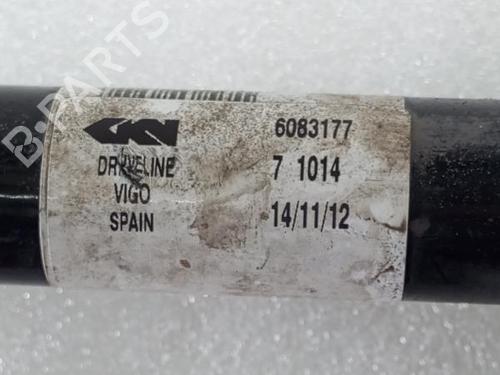 B-PARTS
GKN
6083177
DRIVELINE
7 1014
VIGO
SPAIN
14/11/12